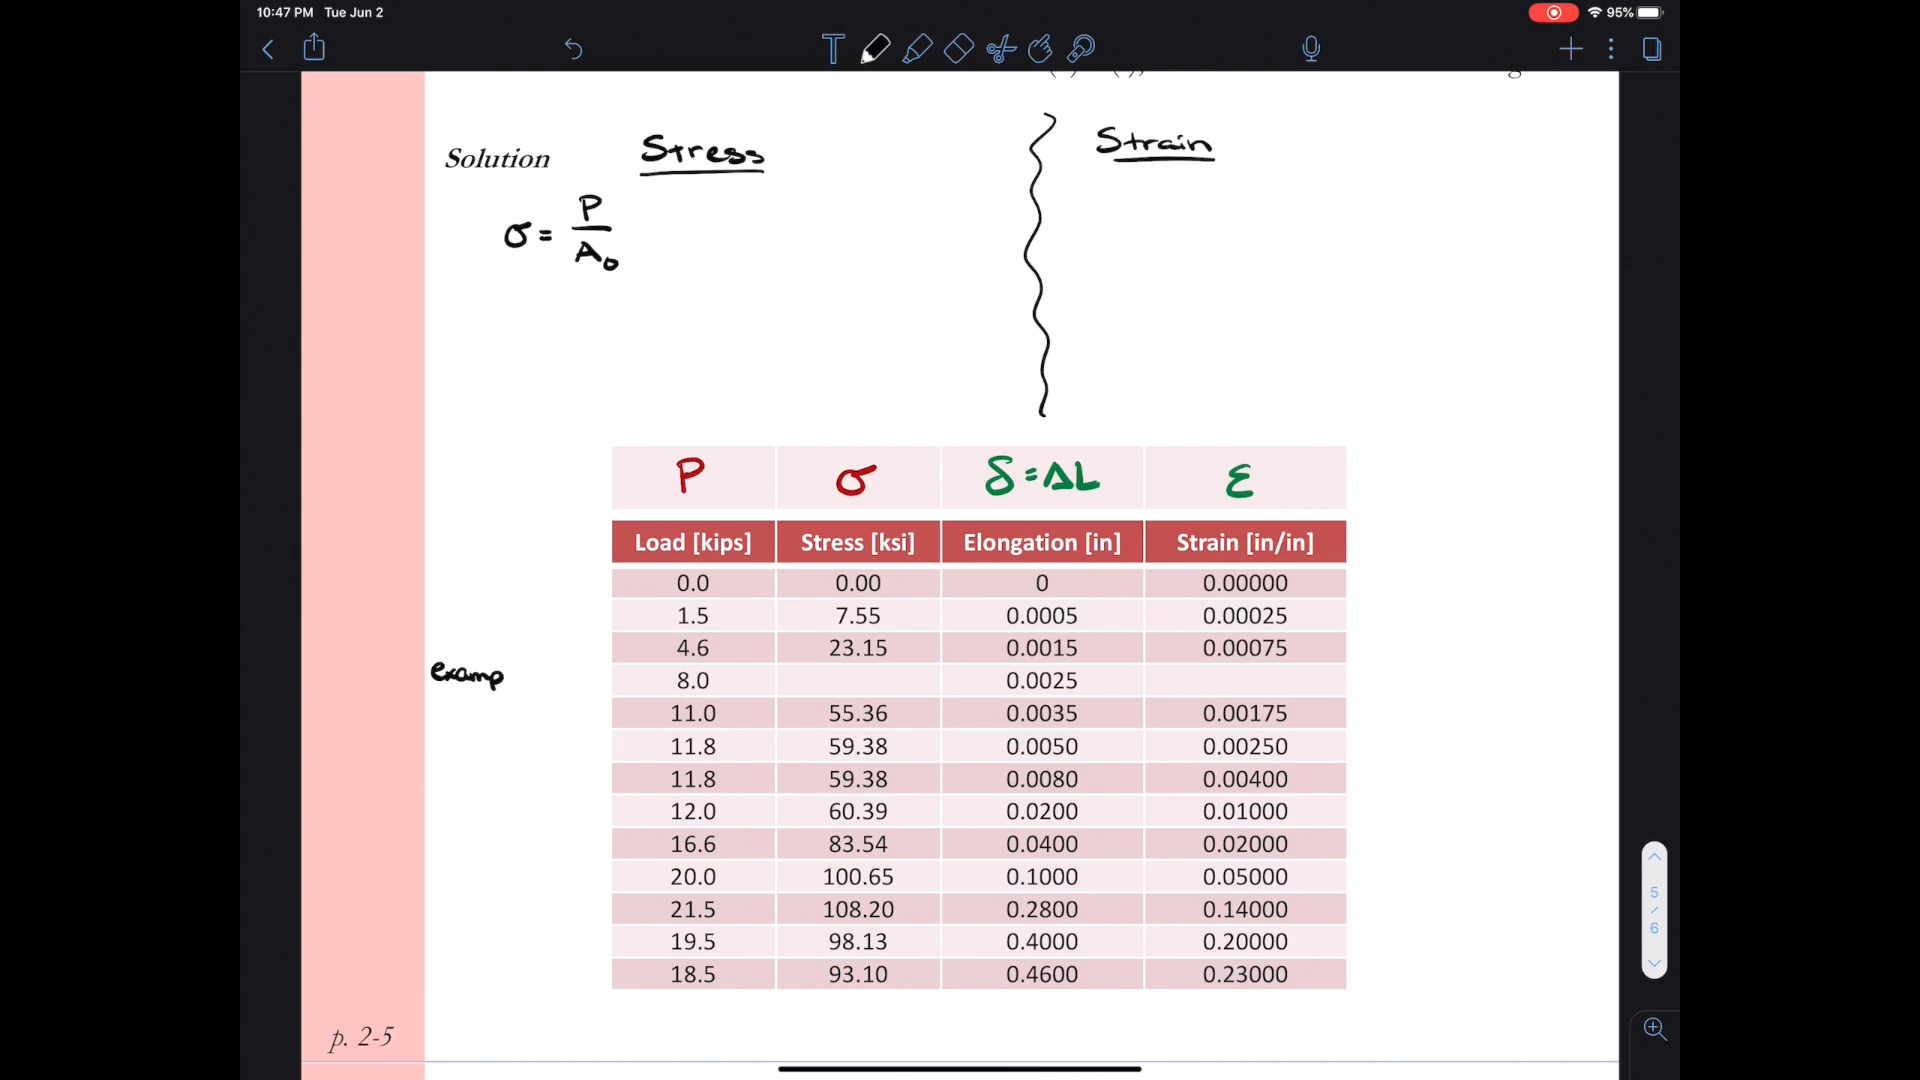 10:47 PM Tue Jun 2
95%
Solution
Stress
Strain
σ = P
A₀
P σ δ = ΔL ε
Load [kips] Stress [ksi] Elongation [in] Strain [in/in]
0.0 0.00 0 0.00000
1.5 7.55 0.0005 0.00025
4.6 23.15 0.0015 0.00075
examp
8.0 0.0025
11.0 55.36 0.0035 0.00175
11.8 59.38 0.0050 0.00250
11.8 59.38 0.0080 0.00400
12.0 60.39 0.0200 0.01000
16.6 83.54 0.0400 0.02000
20.0 100.65 0.1000 0.05000
21.5 108.20 0.2800 0.14000
19.5 98.13 0.4000 0.20000
18.5 93.10 0.4600 0.23000
5
/
6
p. 2-5